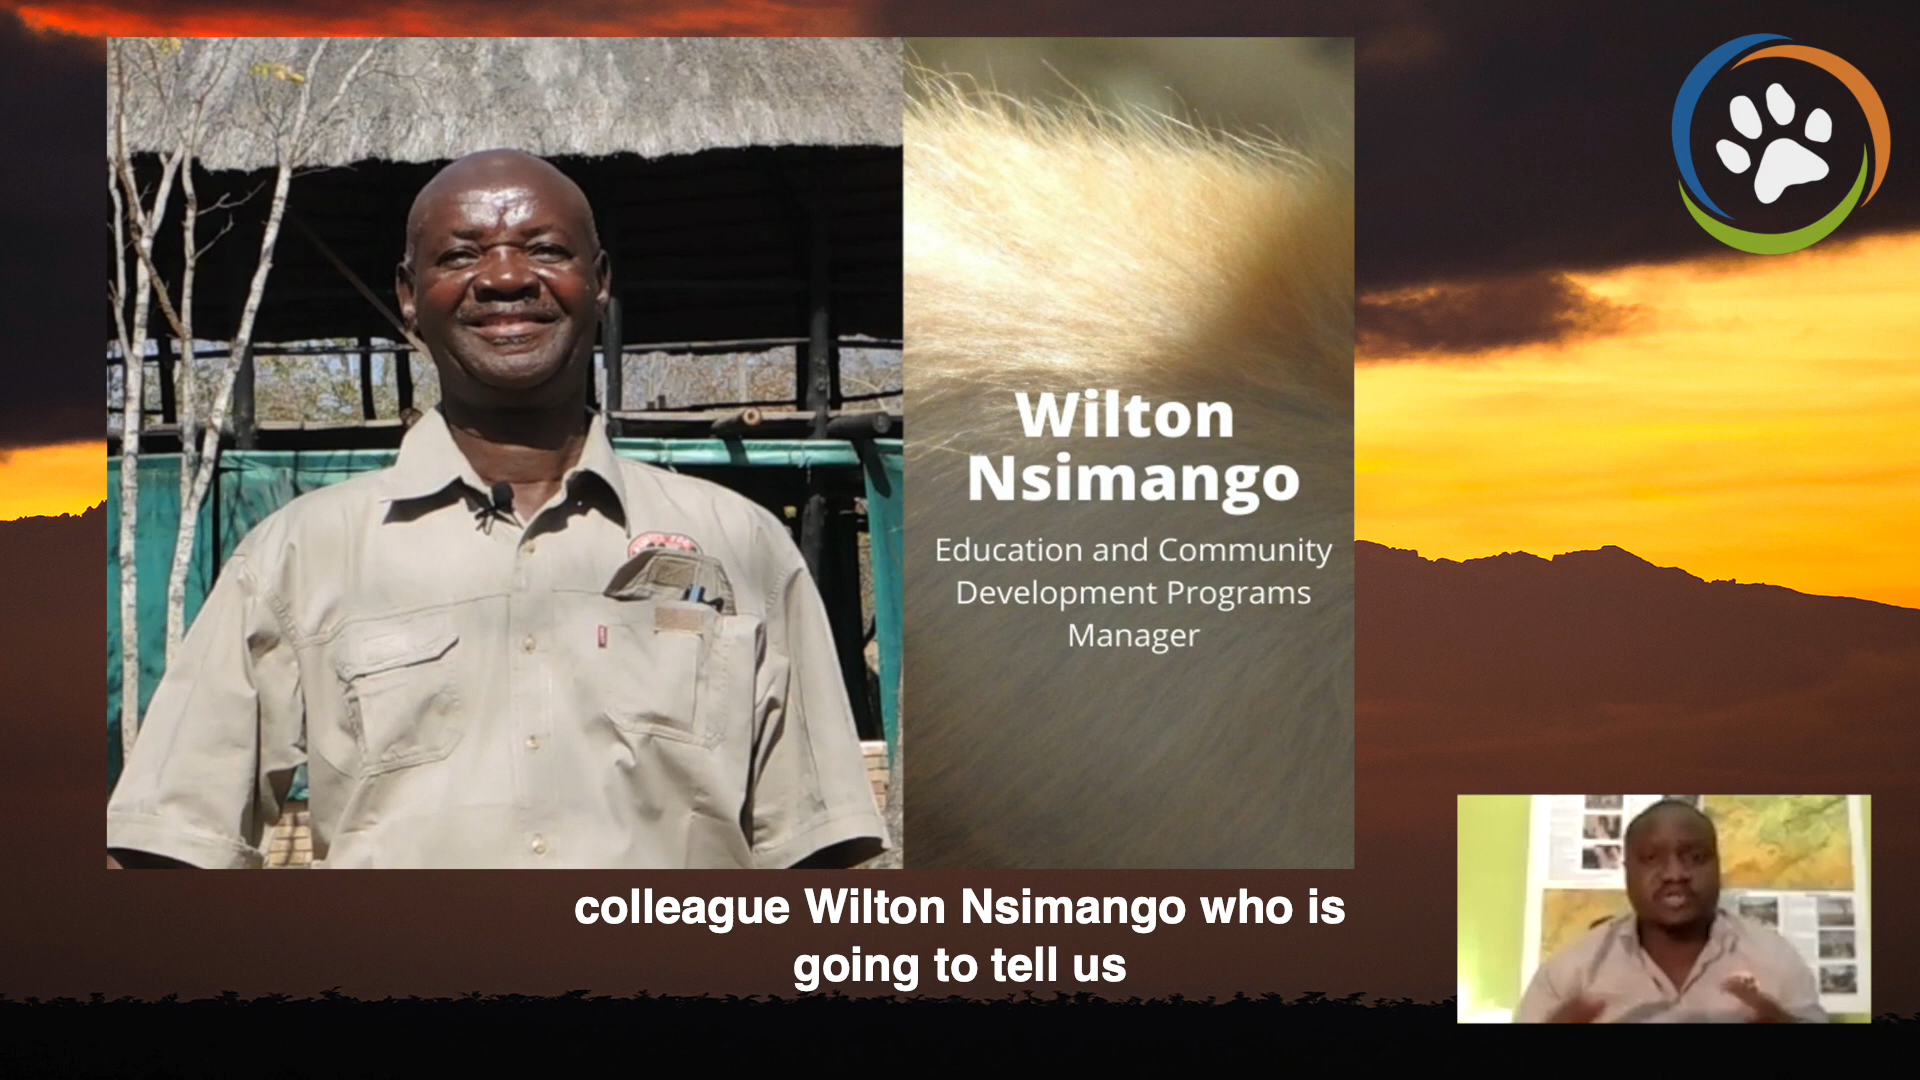 Wilton
Nsimango
Education and Community
Development Programs
Manager
colleague Wilton Nsimango who is
going to tell us